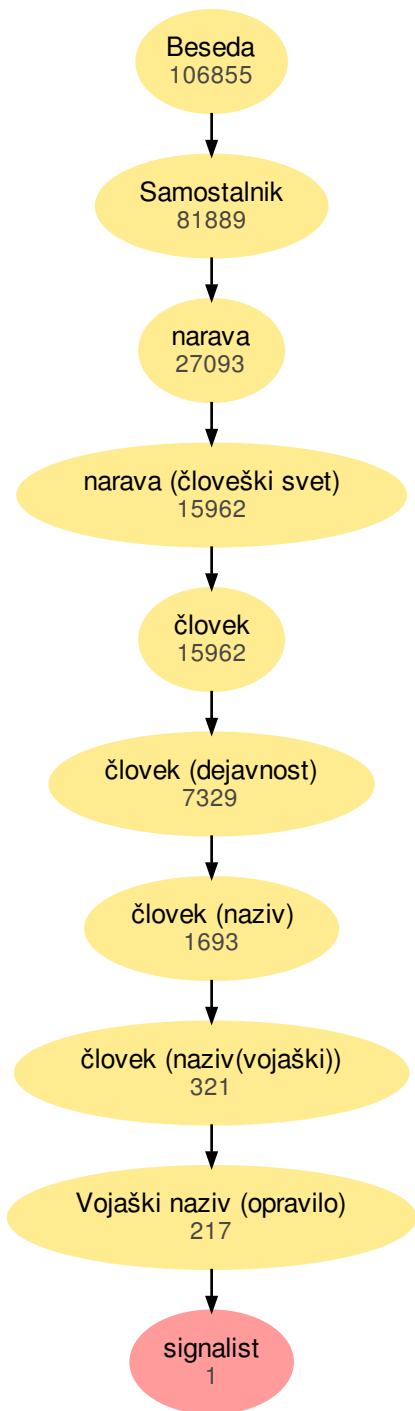 Beseda
106855
Samostalnik
81889
narava
27093
narava (človeški svet)
15962
človek
15962
človek (dejavnost)
7329
človek (naziv)
1693
človek (naziv(vojaški))
321
Vojaški naziv (opravilo)
217
signalist
1